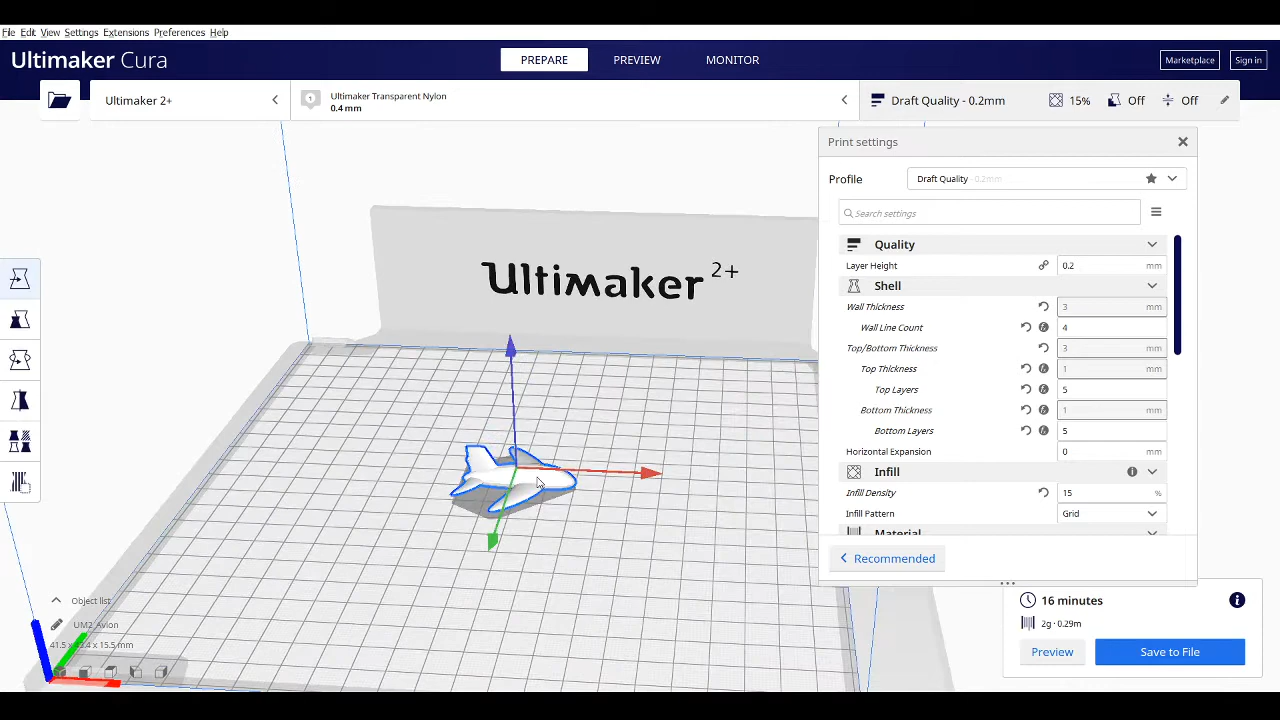 File Edit View Settings Extensions Preferences Help
Ultimaker Cura
PREPARE PREVIEW MONITOR
Marketplace Sign in
Ultimaker 2+
1 Ultimaker Transparent Nylon
0.4 mm
Draft Quality - 0.2mm 15% Off Off
Print settings
Profile Draft Quality - 0.2mm
Search settings
Quality
Layer Height 0.2 mm
Shell
Wall Thickness 3 mm
Wall Line Count 4
Top/Bottom Thickness 3 mm
Top Thickness 1 mm
Top Layers 5
Bottom Thickness 1 mm
Bottom Layers 5
Horizontal Expansion 0 mm
Infill
Infill Density 15 %
Infill Pattern Grid
Material
Recommended
Ultimaker 2+
Object list
UM2_Avion
16 minutes
2g · 0.29m
Preview Save to File